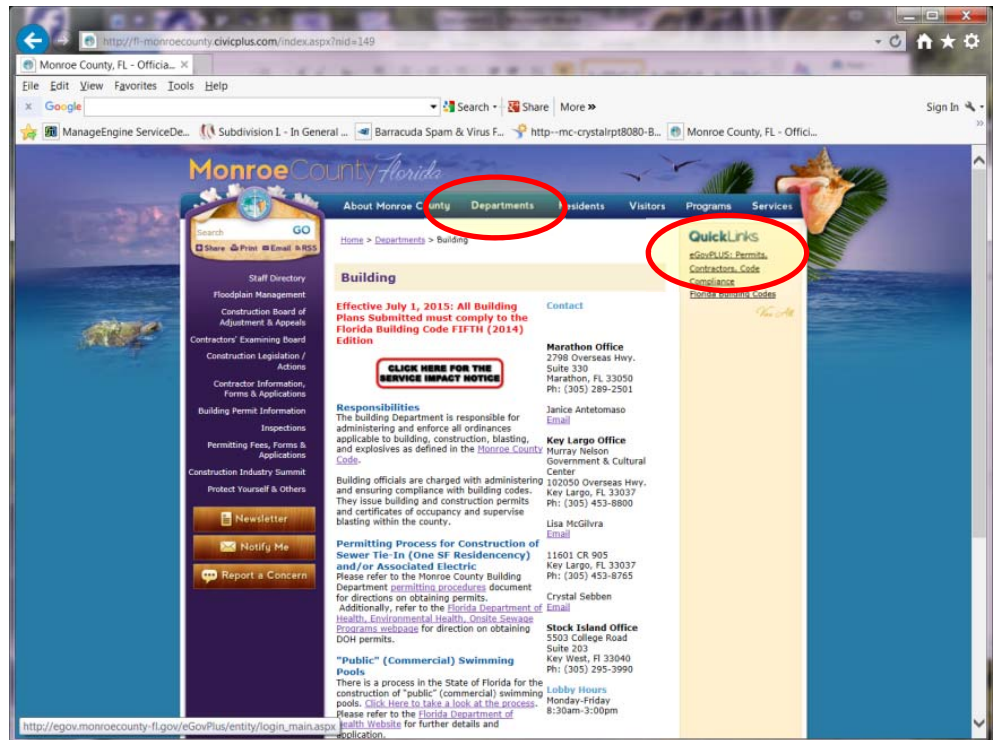 http://fl-monroecounty.civicplus.com/index.aspx?nid=149
Monroe County, FL - Officia...
File Edit View Favorites Tools Help
x Google Search Share More » Sign In
ManageEngine ServiceDe... Subdivision I. - In General ... Barracuda Spam & Virus F... http--mc-crystalrpt8080-B... Monroe County, FL - Offici...
MonroeCounty Florida
About Monroe County Departments Residents Visitors Programs Services
Search GO
Share Print Email RSS
Staff Directory
Floodplain Management
Construction Board of
Adjustment & Appeals
Contractors' Examining Board
Construction Legislation /
Actions
Contractor Information,
Forms & Applications
Building Permit Information
Inspections
Permitting Fees, Forms &
Applications
Construction Industry Summit
Protect Yourself & Others
Newsletter
Notify Me
Report a Concern
Home > Departments > Building
Building
Effective July 1, 2015: All Building
Plans Submitted must comply to the
Florida Building Code FIFTH (2014)
Edition
CLICK HERE FOR THE
SERVICE IMPACT NOTICE
Responsibilities
The building Department is responsible for
administering and enforce all ordinances
applicable to building, construction, blasting,
and explosives as defined in the Monroe County
Code.
Building officials are charged with administering
and ensuring compliance with building codes.
They issue building and construction permits
and certificates of occupancy and supervise
blasting within the county.
Permitting Process for Construction of
Sewer Tie-In (One SF Residencency)
and/or Associated Electric
Please refer to the Monroe County Building
Department permitting procedures document
for directions on obtaining permits.
Additionally, refer to the Florida Department of
Health, Environmental Health, Onsite Sewage
Programs webpage for direction on obtaining
DOH permits.
"Public" (Commercial) Swimming
Pools
There is a process in the State of Florida for the
construction of "public" (commercial) swimming
pools. Click Here to take a look at the process.
Please refer to the Florida Department of
Health Website for further details and
application.
Contact
Marathon Office
2798 Overseas Hwy.
Suite 330
Marathon, FL 33050
Ph: (305) 289-2501
Janice Antetomaso
Email
Key Largo Office
Murray Nelson
Government & Cultural
Center
102050 Overseas Hwy.
Key Largo, FL 33037
Ph: (305) 453-8800
Lisa McGilvra
Email
11601 CR 905
Key Largo, FL 33037
Ph: (305) 453-8765
Crystal Sebben
Email
Stock Island Office
5503 College Road
Suite 203
Key West, Fl 33040
Ph: (305) 295-3990
Lobby Hours
Monday-Friday
8:30am-3:00pm
QuickLinks
eGovPLUS: Permits,
Contractors, Code
Compliance
Florida Building Codes
View All
http://egov.monroecounty-fl.gov/eGovPlus/entity/login_main.aspx